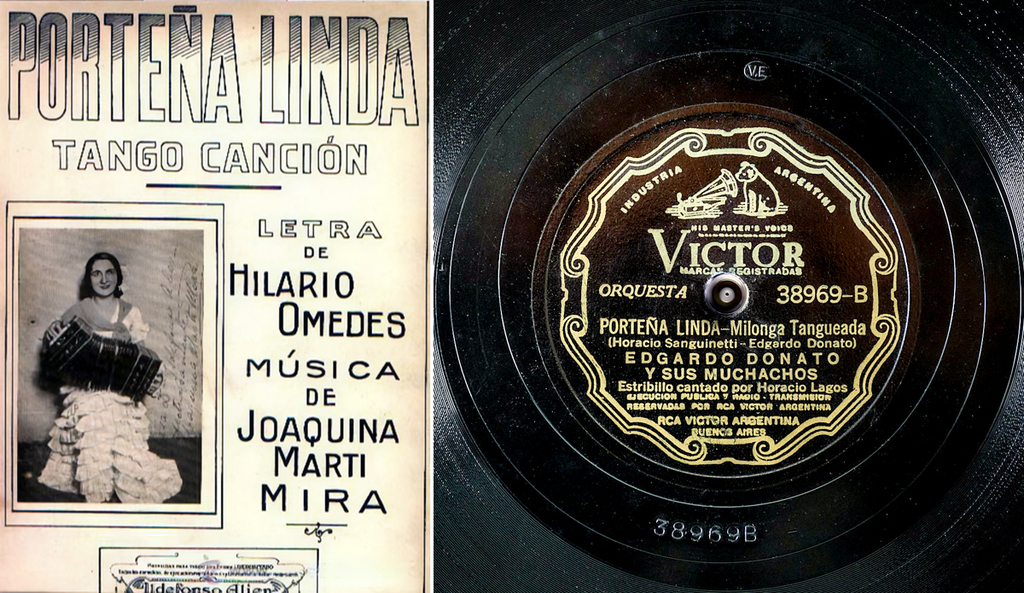 PORTEÑA LINDA
TANGO CANCIÓN
LETRA
DE
HILARIO
OMEDES
MÚSICA
DE
JOAQUINA
MARTI
MIRA
Ildefonso Alier
V.E
INDUSTRIA ARGENTINA
HIS MASTER'S VOICE
VICTOR
MARCAS REGISTRADAS
ORQUESTA 38969-B
PORTEÑA LINDA-Milonga Tangueada
(Horacio Sanguinetti - Edgardo Donato)
EDGARDO DONATO
Y SUS MUCHACHOS
Estribillo cantado por Horacio Lagos
EJECUCION PUBLICA Y RADIO-TRANSMISION
RESERVADAS POR RCA VICTOR ARGENTINA
RCA VICTOR ARGENTINA
BUENOS AIRES
38969B